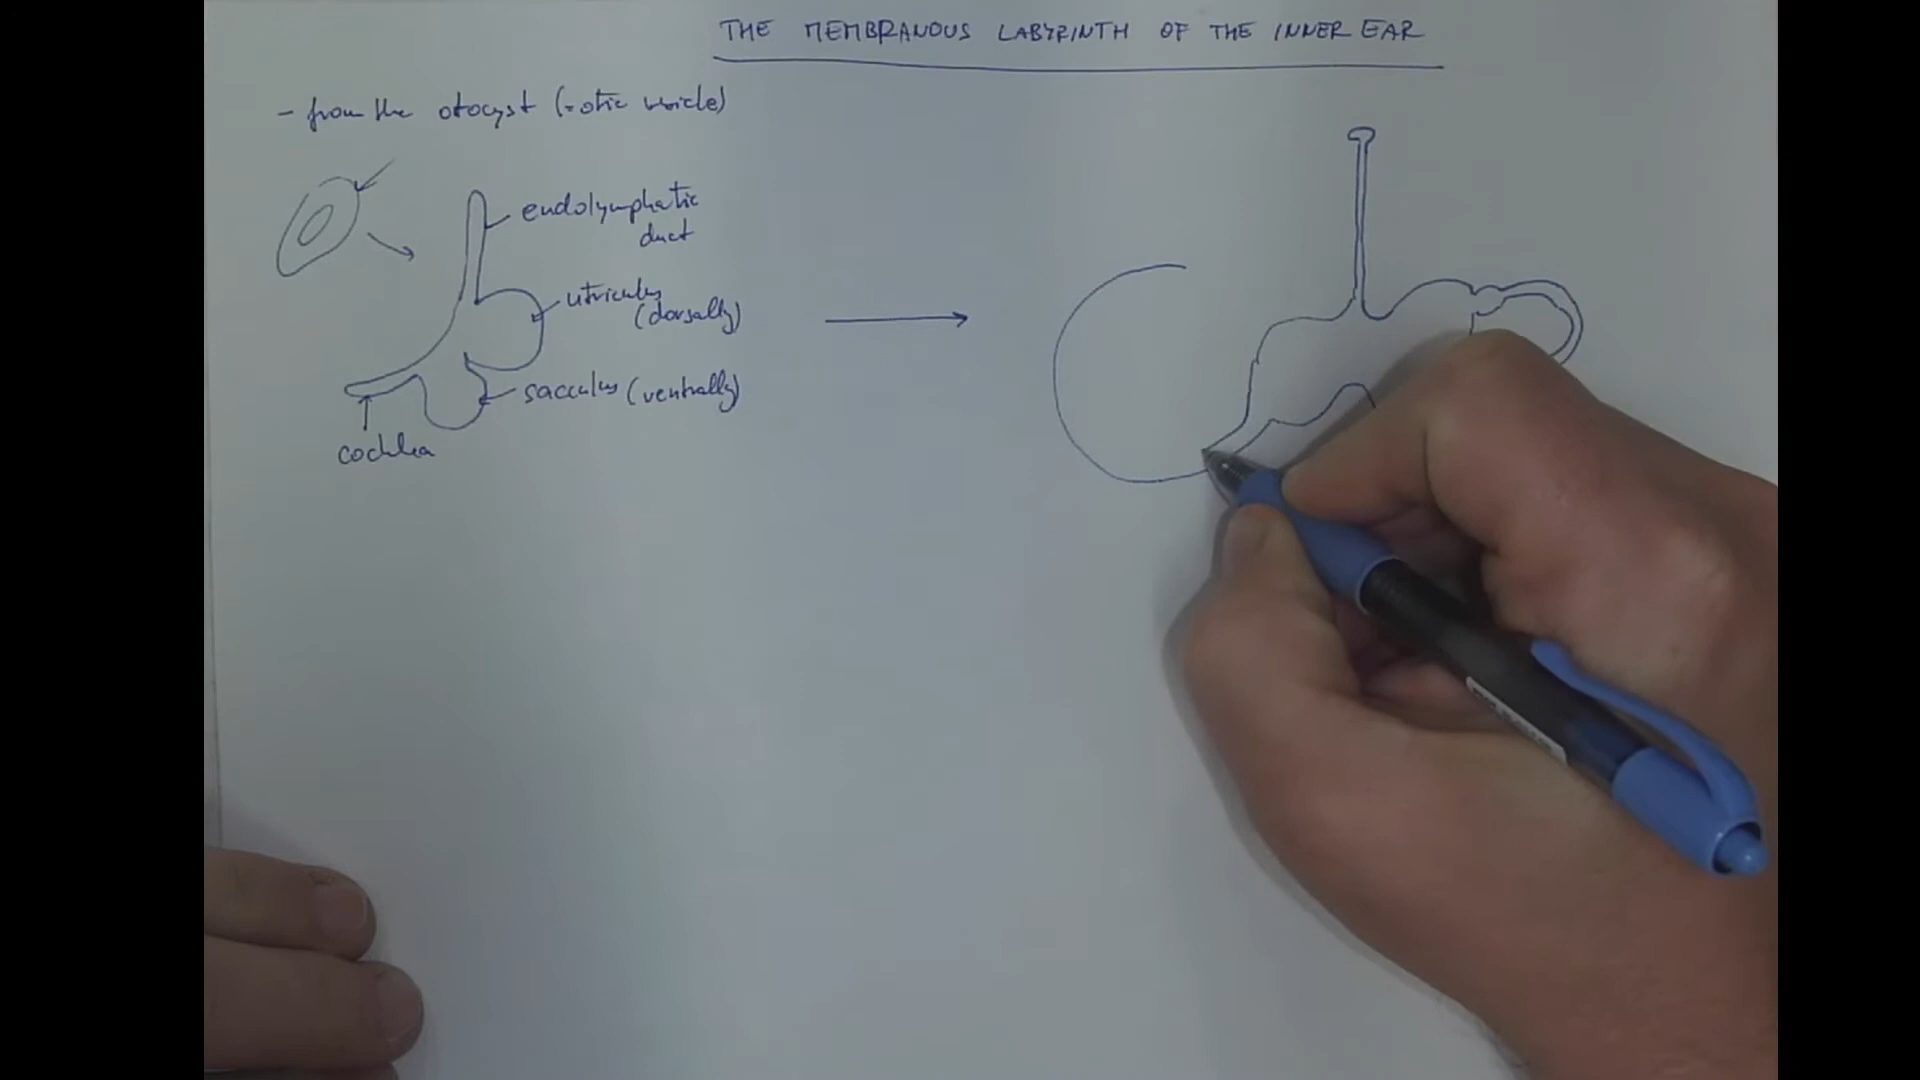 THE MEMBRANOUS LABYRINTH OF THE INNER EAR
- from the otocyst (= otic vesicle)
endolymphatic
duct
utriculus
(dorsally)
sacculus (ventrally)
cochlea